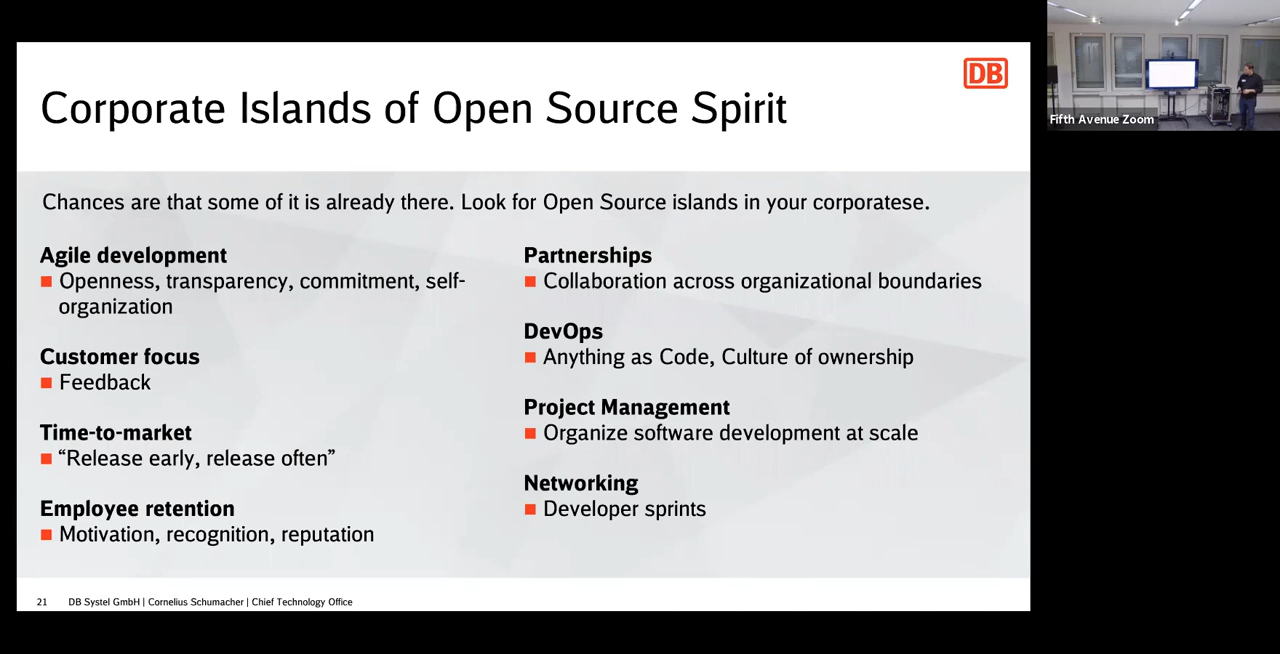 DB
Corporate Islands of Open Source Spirit
Fifth Avenue Zoom
Chances are that some of it is already there. Look for Open Source islands in your corporatese.
Agile development
Openness, transparency, commitment, self-
organization
Customer focus
Feedback
Time-to-market
“Release early, release often”
Employee retention
Motivation, recognition, reputation
Partnerships
Collaboration across organizational boundaries
DevOps
Anything as Code, Culture of ownership
Project Management
Organize software development at scale
Networking
Developer sprints
21 DB Systel GmbH | Cornelius Schumacher | Chief Technology Office